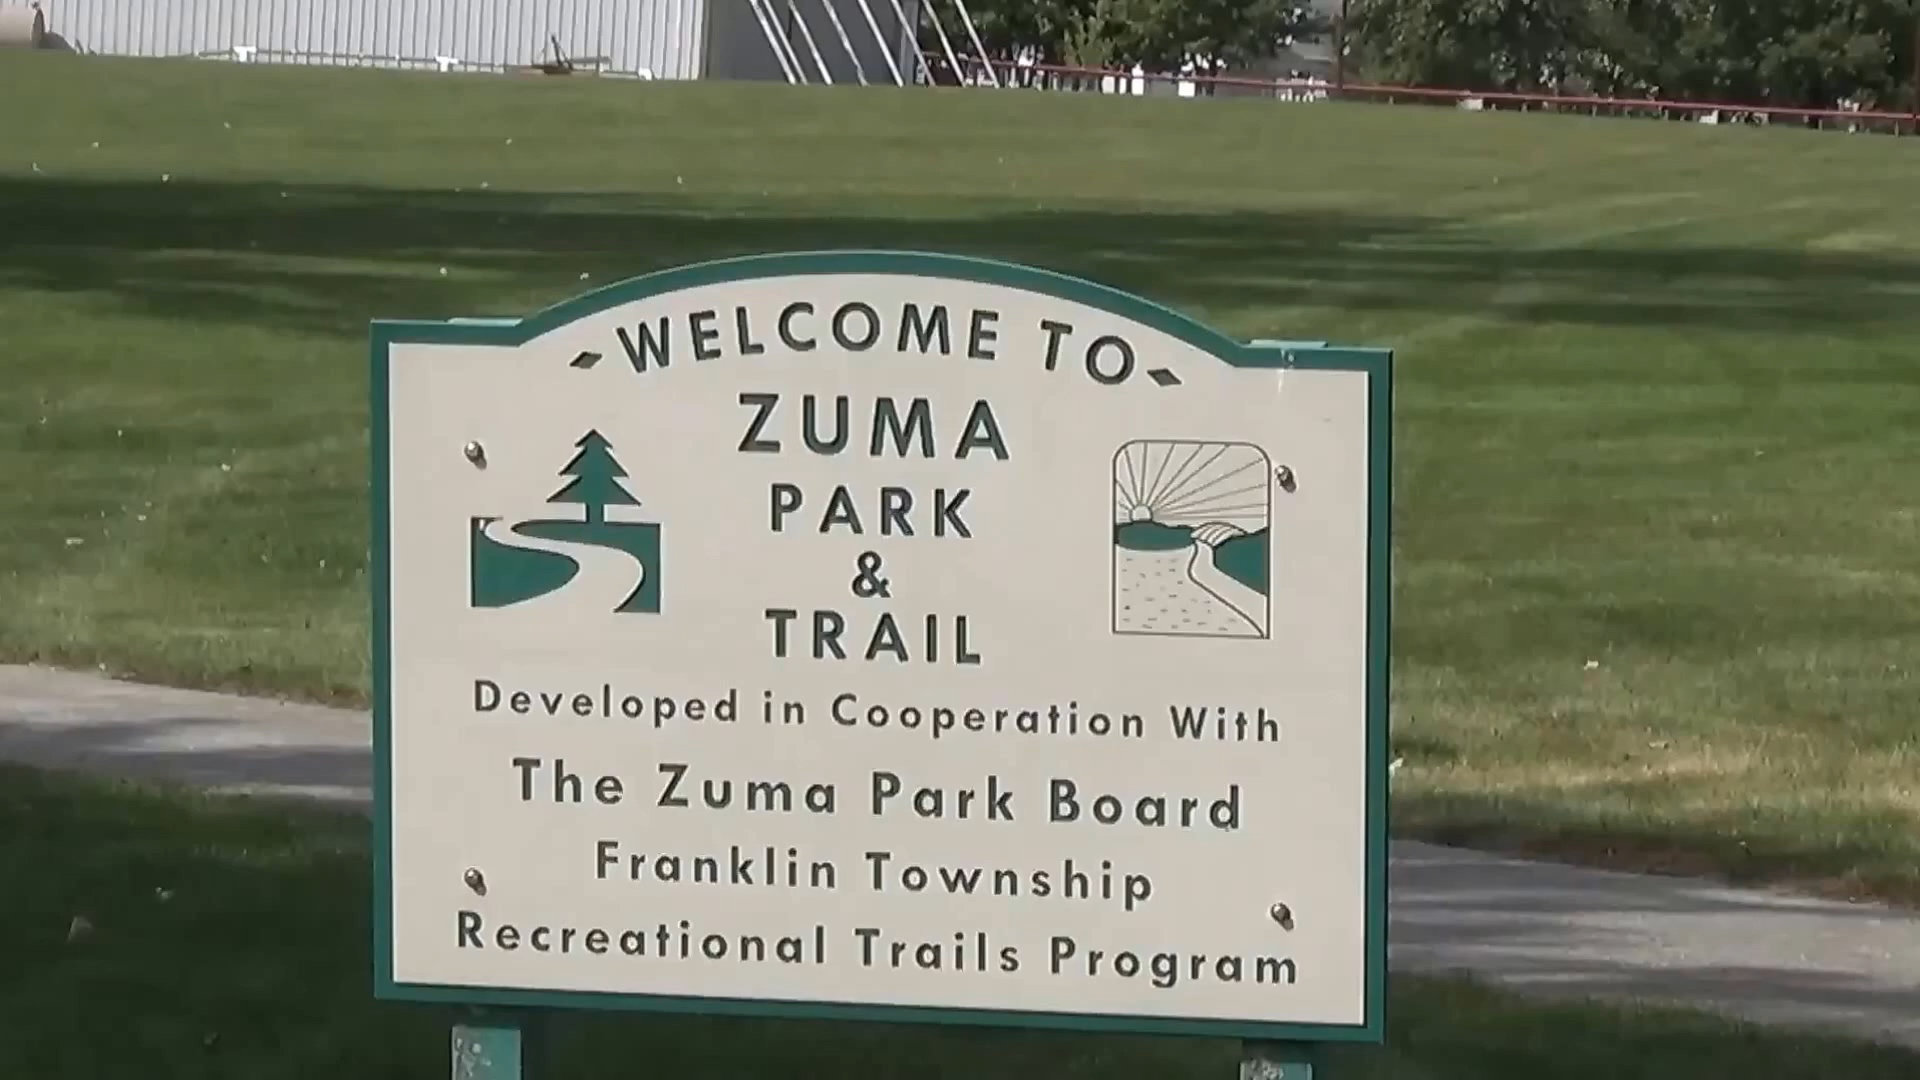 WELCOME TO
ZUMA
PARK
&
TRAIL
Developed in Cooperation With
The Zuma Park Board
Franklin Township
Recreational Trails Program